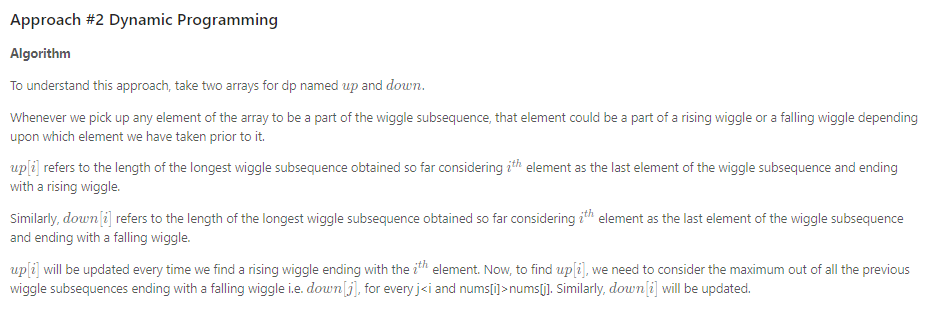 Approach #2 Dynamic Programming
Algorithm
To understand this approach, take two arrays for dp named up and down.
Whenever we pick up any element of the array to be a part of the wiggle subsequence, that element could be a part of a rising wiggle or a falling wiggle depending
upon which element we have taken prior to it.
up[i] refers to the length of the longest wiggle subsequence obtained so far considering i^{th} element as the last element of the wiggle subsequence and ending
with a rising wiggle.
Similarly, down[i] refers to the length of the longest wiggle subsequence obtained so far considering i^{th} element as the last element of the wiggle subsequence
and ending with a falling wiggle.
up[i] will be updated every time we find a rising wiggle ending with the i^{th} element. Now, to find up[i], we need to consider the maximum out of all the previous
wiggle subsequences ending with a falling wiggle i.e. down[j], for every j<i and nums[i]>nums[j]. Similarly, down[i] will be updated.